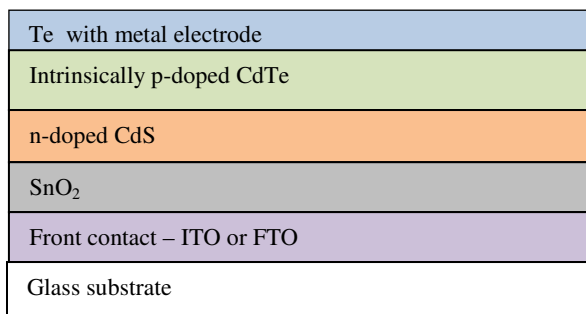 Te with metal electrode
Intrinsically p-doped CdTe
n-doped CdS
SnO₂
Front contact – ITO or FTO
Glass substrate